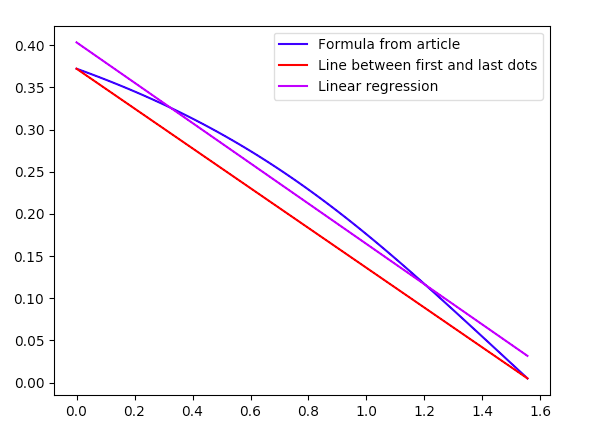 Formula from article
Line between first and last dots
Linear regression
0.40
0.35
0.30
0.25
0.20
0.15
0.10
0.05
0.00
0.0 0.2 0.4 0.6 0.8 1.0 1.2 1.4 1.6